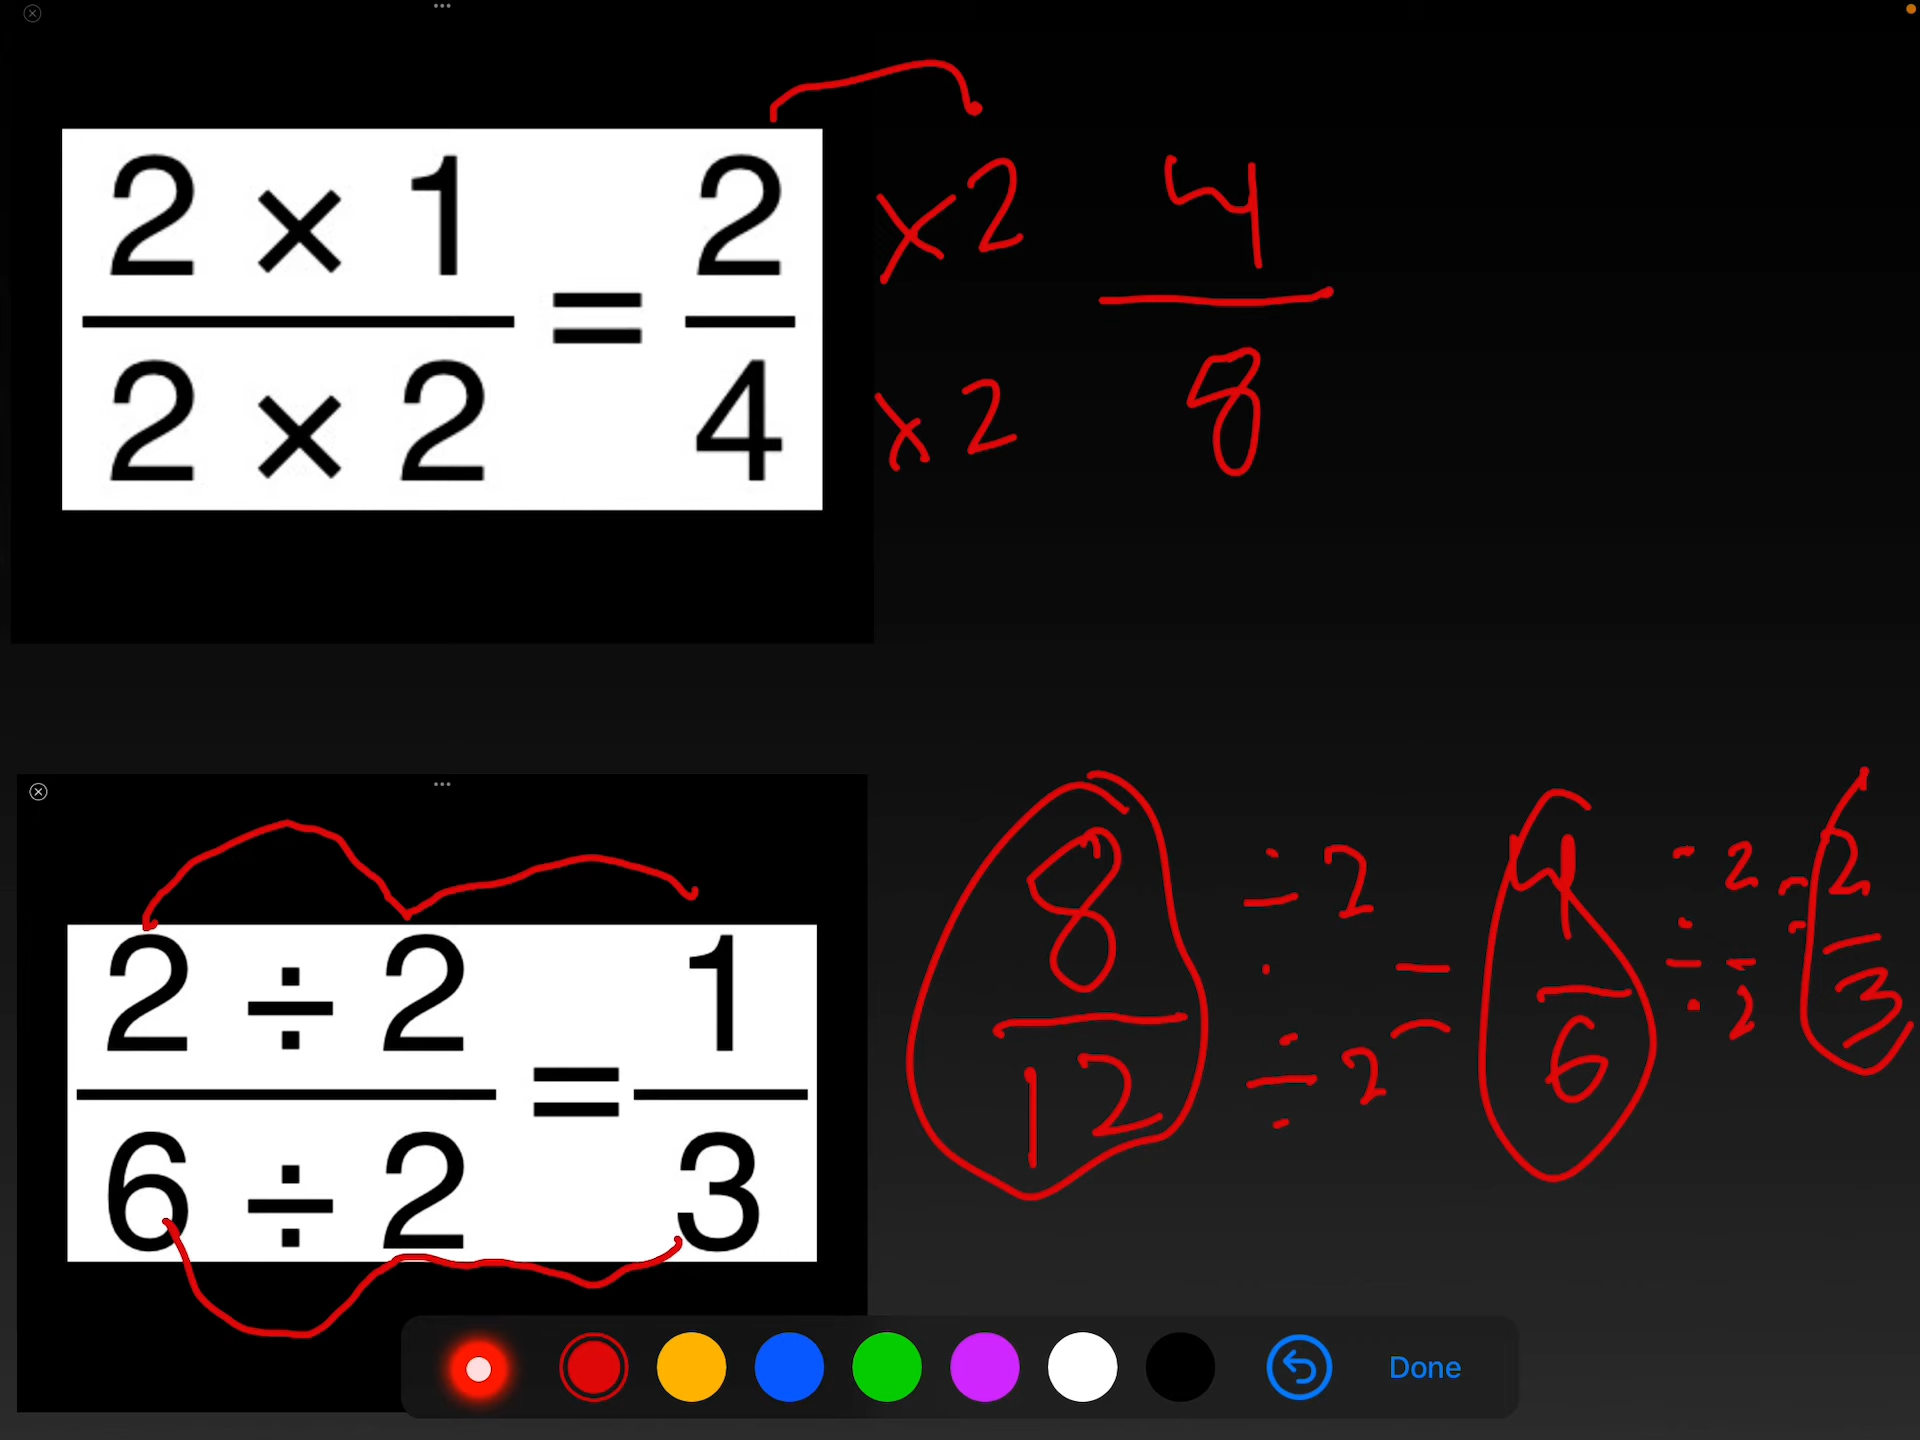 2 × 1 = 2 ×2 4
2 × 2 4 ×2 8
2 ÷ 2 = 1
6 ÷ 2 3
8 ÷ 2 = 4 ÷ 2 = 2
12 ÷ 2 6 ÷ 2 3
Done